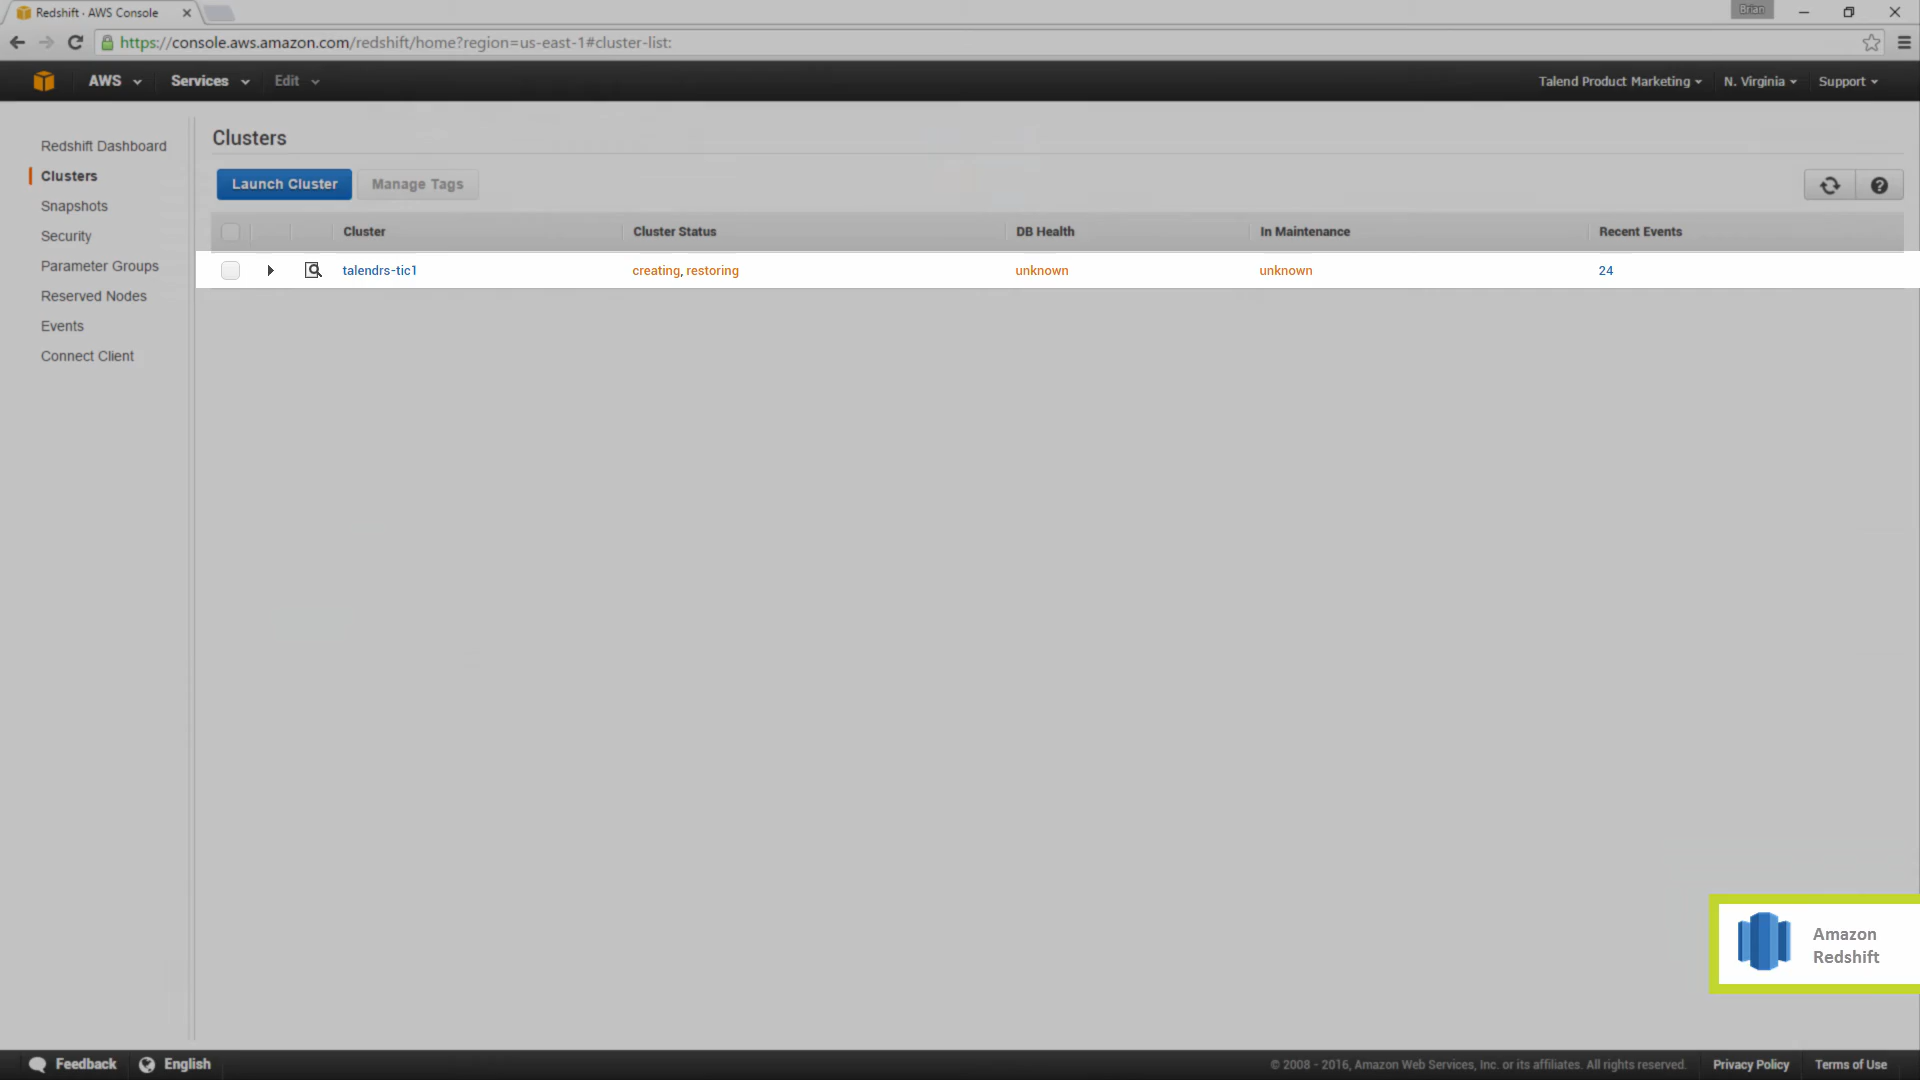 Redshift · AWS Console
Brian
https://console.aws.amazon.com/redshift/home?region=us-east-1#cluster-list:
AWS Services Edit Talend Product Marketing N. Virginia Support
Redshift Dashboard
Clusters
Snapshots
Security
Parameter Groups
Reserved Nodes
Events
Connect Client
Clusters
Launch Cluster Manage Tags
Cluster Cluster Status DB Health In Maintenance Recent Events
talendrs-tic1 creating, restoring unknown unknown 24
Amazon
Redshift
Feedback English © 2008 - 2016, Amazon Web Services, Inc. or its affiliates. All rights reserved. Privacy Policy Terms of Use